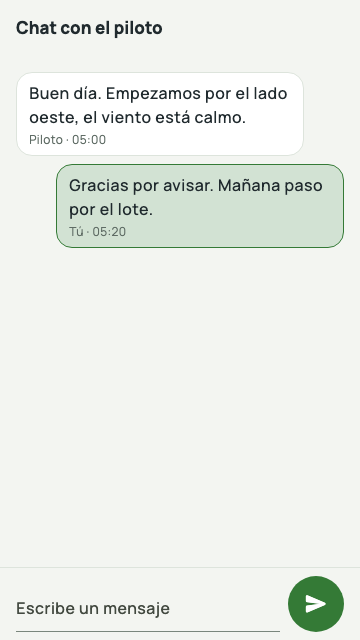 Chat con el piloto
Buen día. Empezamos por el lado
oeste, el viento está calmo.
Piloto · 05:00
Gracias por avisar. Mañana paso
por el lote.
Tú · 05:20
Escribe un mensaje